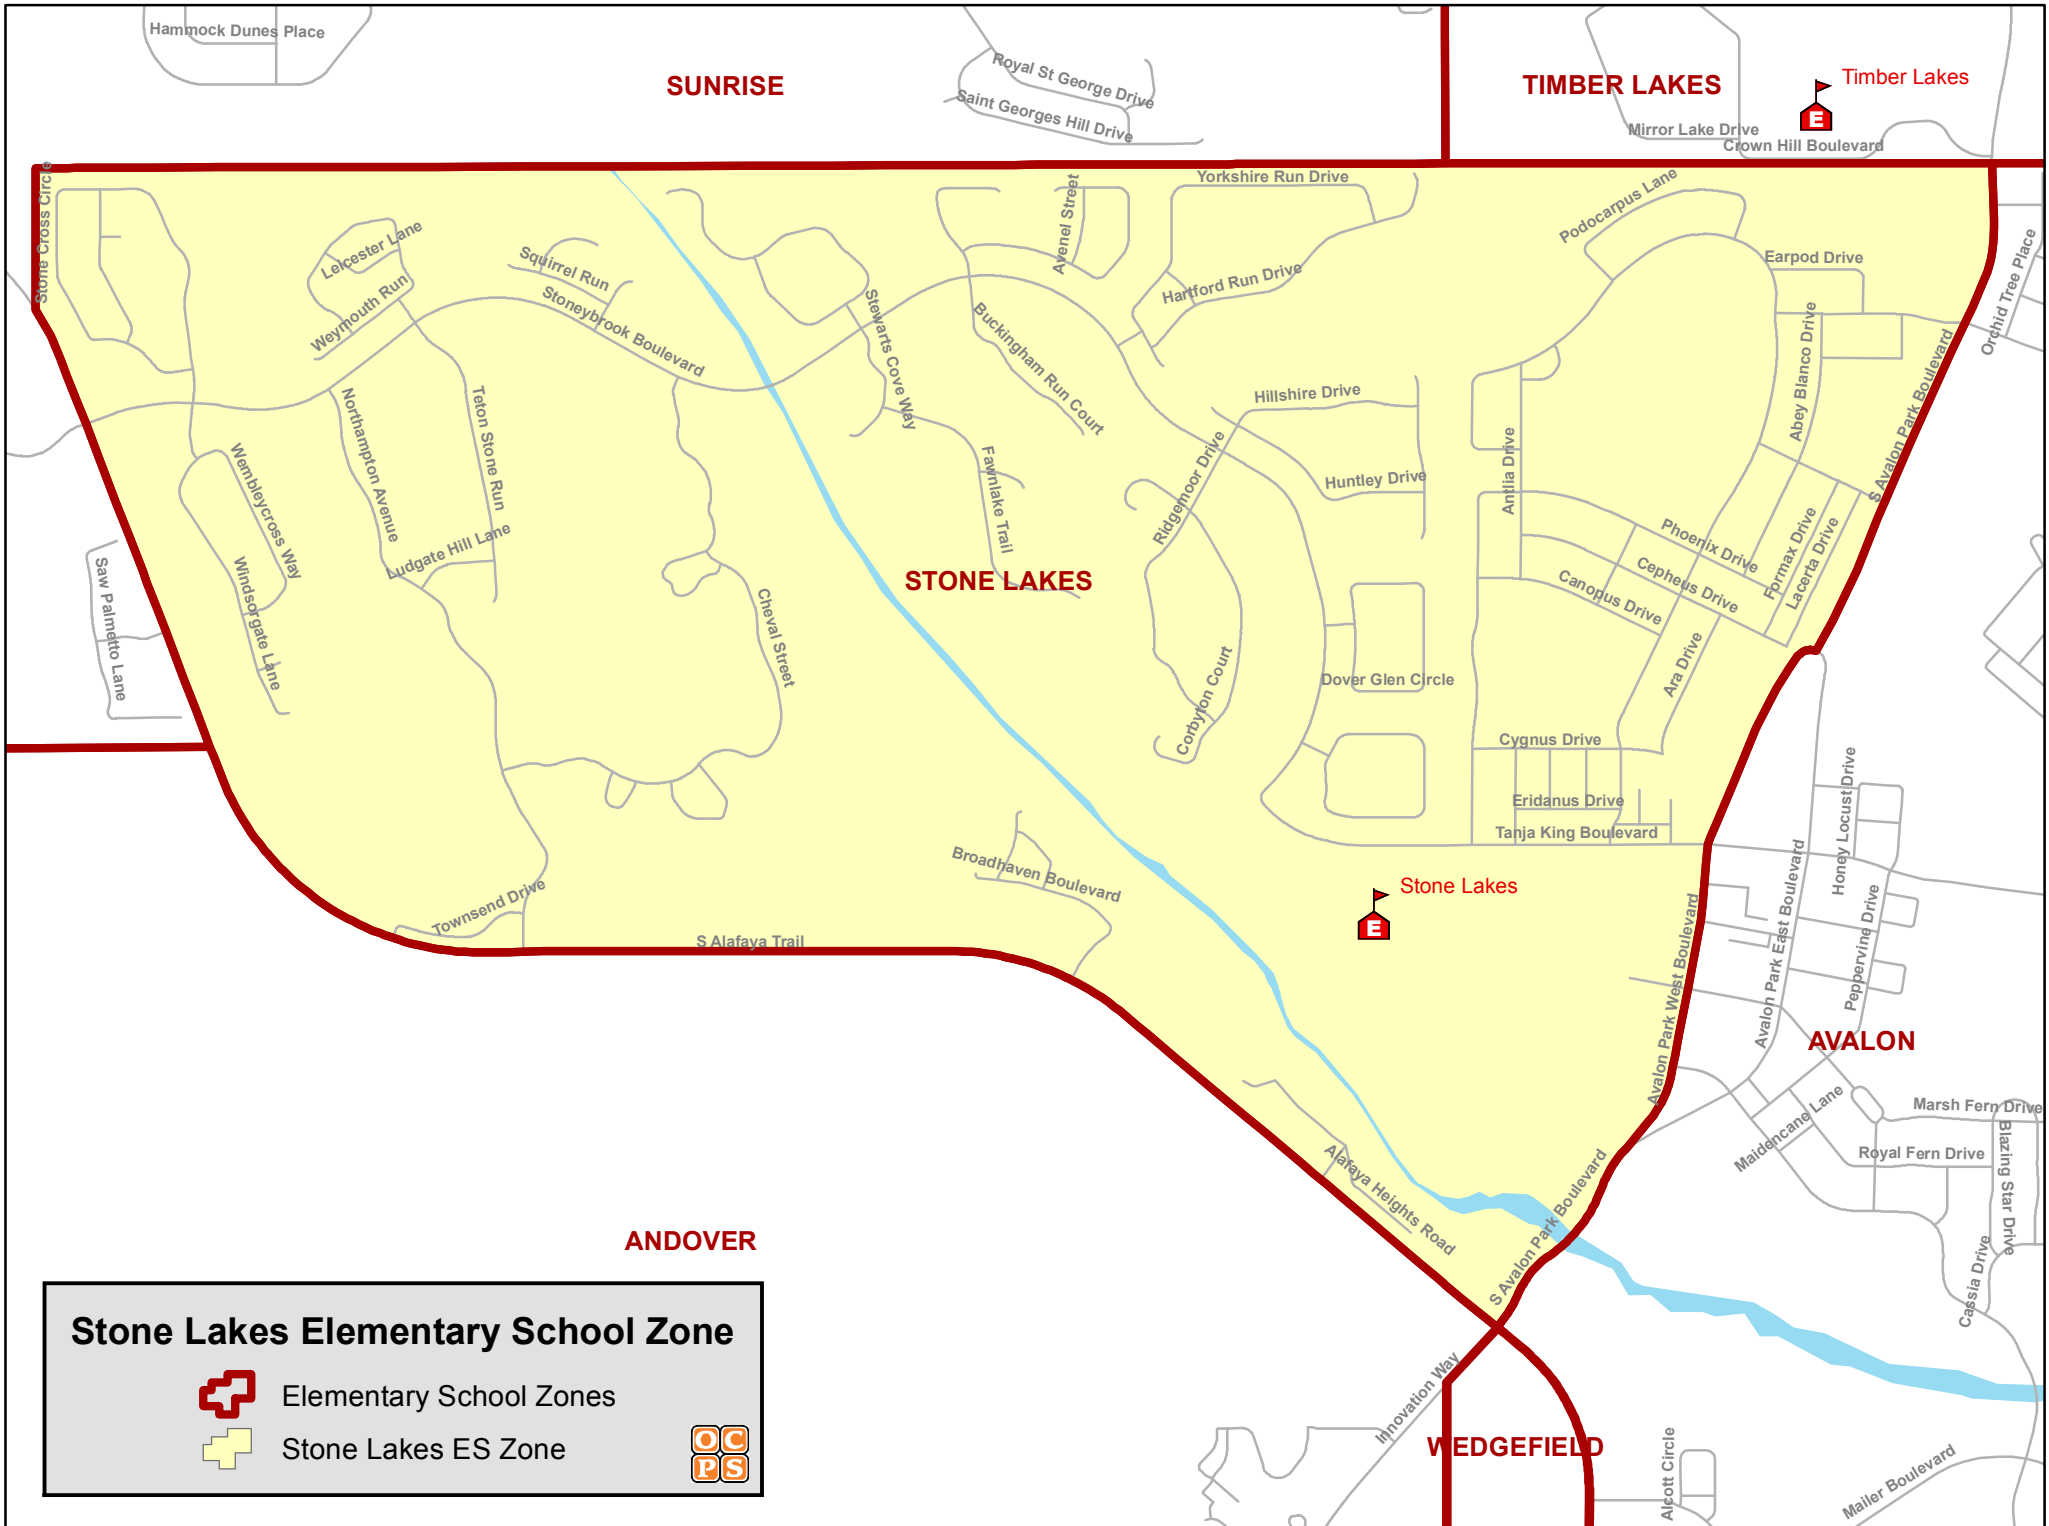 Hammock Dunes Place
SUNRISE
Royal St George Drive
Saint Georges Hill Drive
TIMBER LAKES
Timber Lakes
E
Mirror Lake Drive
Crown Hill Boulevard
Stone Cross Circle
Yorkshire Run Drive
Podocarpus Lane
Avenel Street
Leicester Lane
Squirrel Run
Earpod Drive
Orchid Tree Place
Weymouth Run
Stoneybrook Boulevard
Hartford Run Drive
Stewarts Cove Way
Buckingham Run Court
Abey Blanco Drive
S Avalon Park Boulevard
Northampton Avenue
Teton Stone Run
Hillshire Drive
Wembleycross Way
Fawnlake Trail
Ridgemoor Drive
Huntley Drive
Antlia Drive
Ludgate Hill Lane
Phoenix Drive
Formax Drive
Lacerta Drive
Saw Palmetto Lane
Windsorgate Lane
STONE LAKES
Canopus Drive
Cepheus Drive
Cheval Street
Ara Drive
Corbyton Court
Dover Glen Circle
Cygnus Drive
Honey Locust Drive
Eridanus Drive
Tanja King Boulevard
Broadhaven Boulevard
Townsend Drive
S Alafaya Trail
Stone Lakes
E
Avalon Park West Boulevard
Avalon Park East Boulevard
Peppervine Drive
AVALON
Marsh Fern Drive
Maidencane Lane
Royal Fern Drive
Blazing Star Drive
Alafaya Heights Road
S Avalon Park Boulevard
Cassia Drive
ANDOVER
Innovation Way
WEDGEFIELD
Alcott Circle
Mailer Boulevard
Stone Lakes Elementary School Zone
Elementary School Zones
Stone Lakes ES Zone
OC
PS